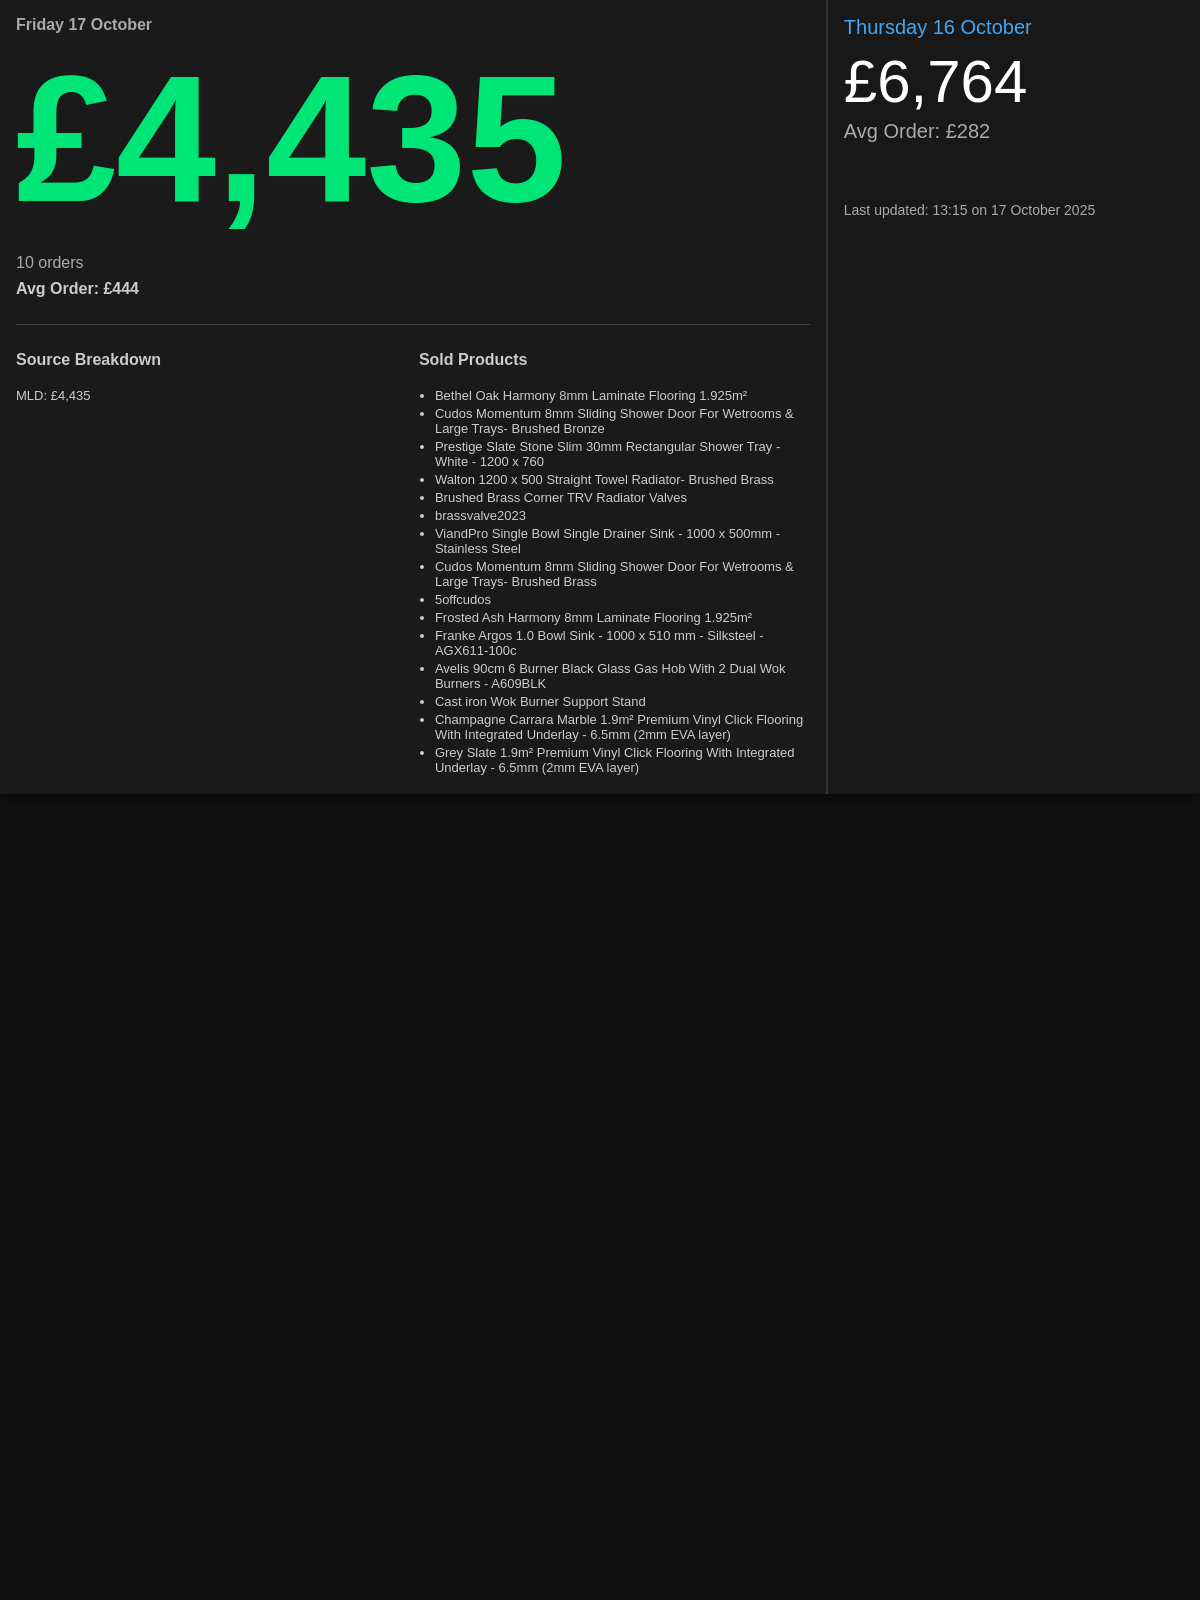 Friday 17 October
£4,435
10 orders
Avg Order: £444
Source Breakdown
MLD: £4,435
Sold Products
• Bethel Oak Harmony 8mm Laminate Flooring 1.925m²
• Cudos Momentum 8mm Sliding Shower Door For Wetrooms &
Large Trays- Brushed Bronze
• Prestige Slate Stone Slim 30mm Rectangular Shower Tray -
White - 1200 x 760
• Walton 1200 x 500 Straight Towel Radiator- Brushed Brass
• Brushed Brass Corner TRV Radiator Valves
• brassvalve2023
• ViandPro Single Bowl Single Drainer Sink - 1000 x 500mm -
Stainless Steel
• Cudos Momentum 8mm Sliding Shower Door For Wetrooms &
Large Trays- Brushed Brass
• 5offcudos
• Frosted Ash Harmony 8mm Laminate Flooring 1.925m²
• Franke Argos 1.0 Bowl Sink - 1000 x 510 mm - Silksteel -
AGX611-100c
• Avelis 90cm 6 Burner Black Glass Gas Hob With 2 Dual Wok
Burners - A609BLK
• Cast iron Wok Burner Support Stand
• Champagne Carrara Marble 1.9m² Premium Vinyl Click Flooring
With Integrated Underlay - 6.5mm (2mm EVA layer)
• Grey Slate 1.9m² Premium Vinyl Click Flooring With Integrated
Underlay - 6.5mm (2mm EVA layer)
Thursday 16 October
£6,764
Avg Order: £282
Last updated: 13:15 on 17 October 2025